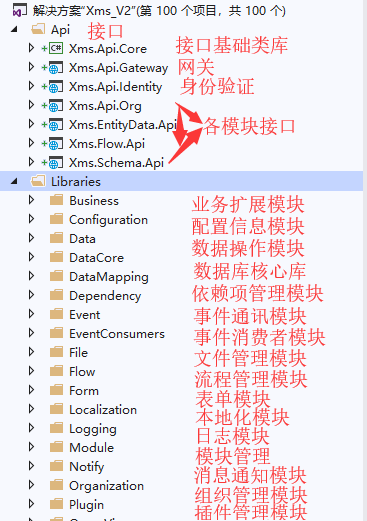 解决方案"Xms_V2"(第 100 个项目，共 100 个)
Api 接口
Xms.Api.Core 接口基础类库
Xms.Api.Gateway 网关
Xms.Api.Identity 身份验证
Xms.Api.Org
Xms.EntityData.Api 各模块接口
Xms.Flow.Api
Xms.Schema.Api
Libraries
Business 业务扩展模块
Configuration 配置信息模块
Data 数据操作模块
DataCore 数据库核心库
DataMapping
Dependency 依赖项管理模块
Event 事件通讯模块
EventConsumers 事件消费者模块
File 文件管理模块
Flow 流程管理模块
Form 表单模块
Localization 本地化模块
Logging 日志模块
Module 模块管理
Notify 消息通知模块
Organization 组织管理模块
Plugin 插件管理模块